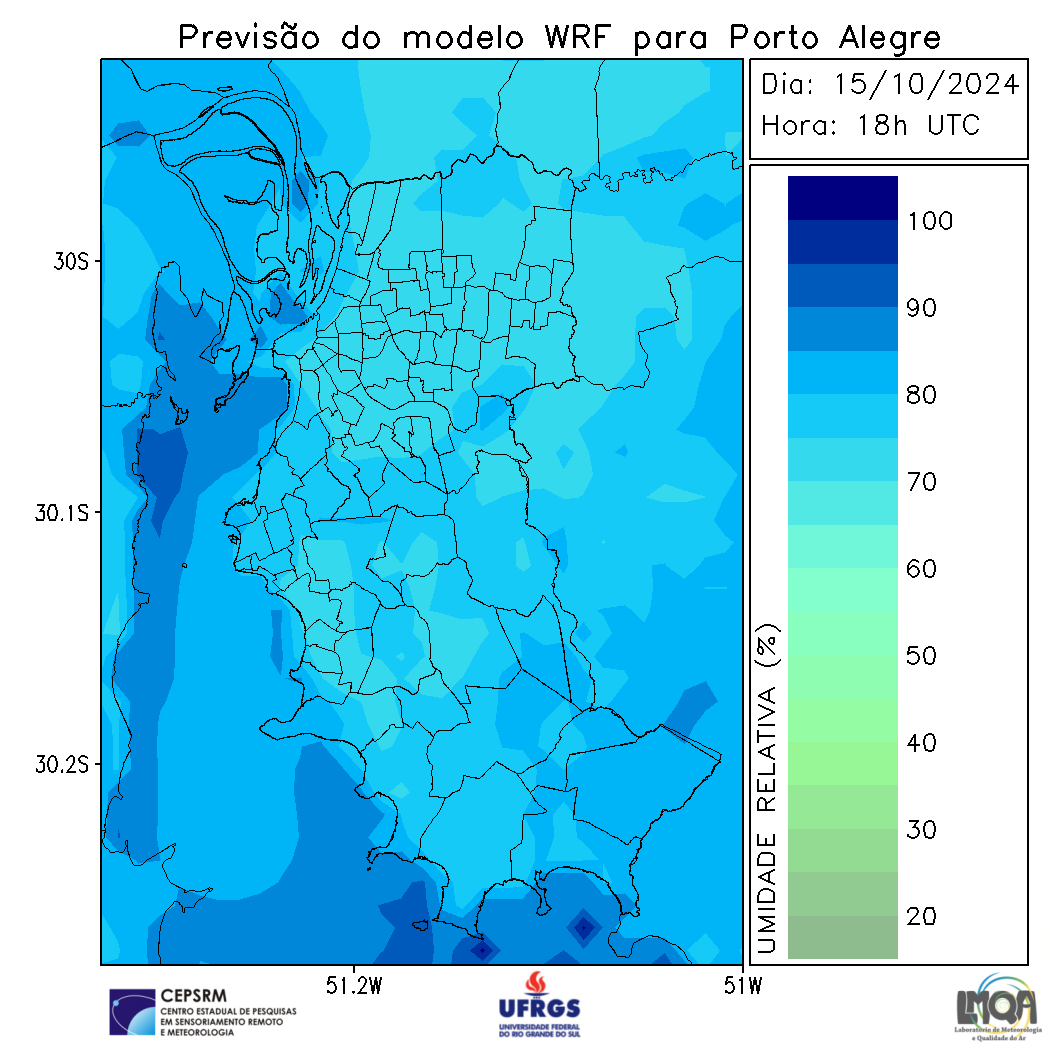 Previsão do modelo WRF para Porto Alegre
Dia: 15/10/2024
Hora: 18h UTC
30S
30.1S
30.2S
51.2W
51W
100
90
80
70
60
50
40
30
20
UMIDADE RELATIVA (%)
CEPSRM
CENTRO ESTADUAL DE PESQUISAS
EM SENSORIAMENTO REMOTO
E METEOROLOGIA
UFRGS
UNIVERSIDADE FEDERAL
DO RIO GRANDE DO SUL
LMQA
Laboratório de Meteorologia
e Qualidade do Ar